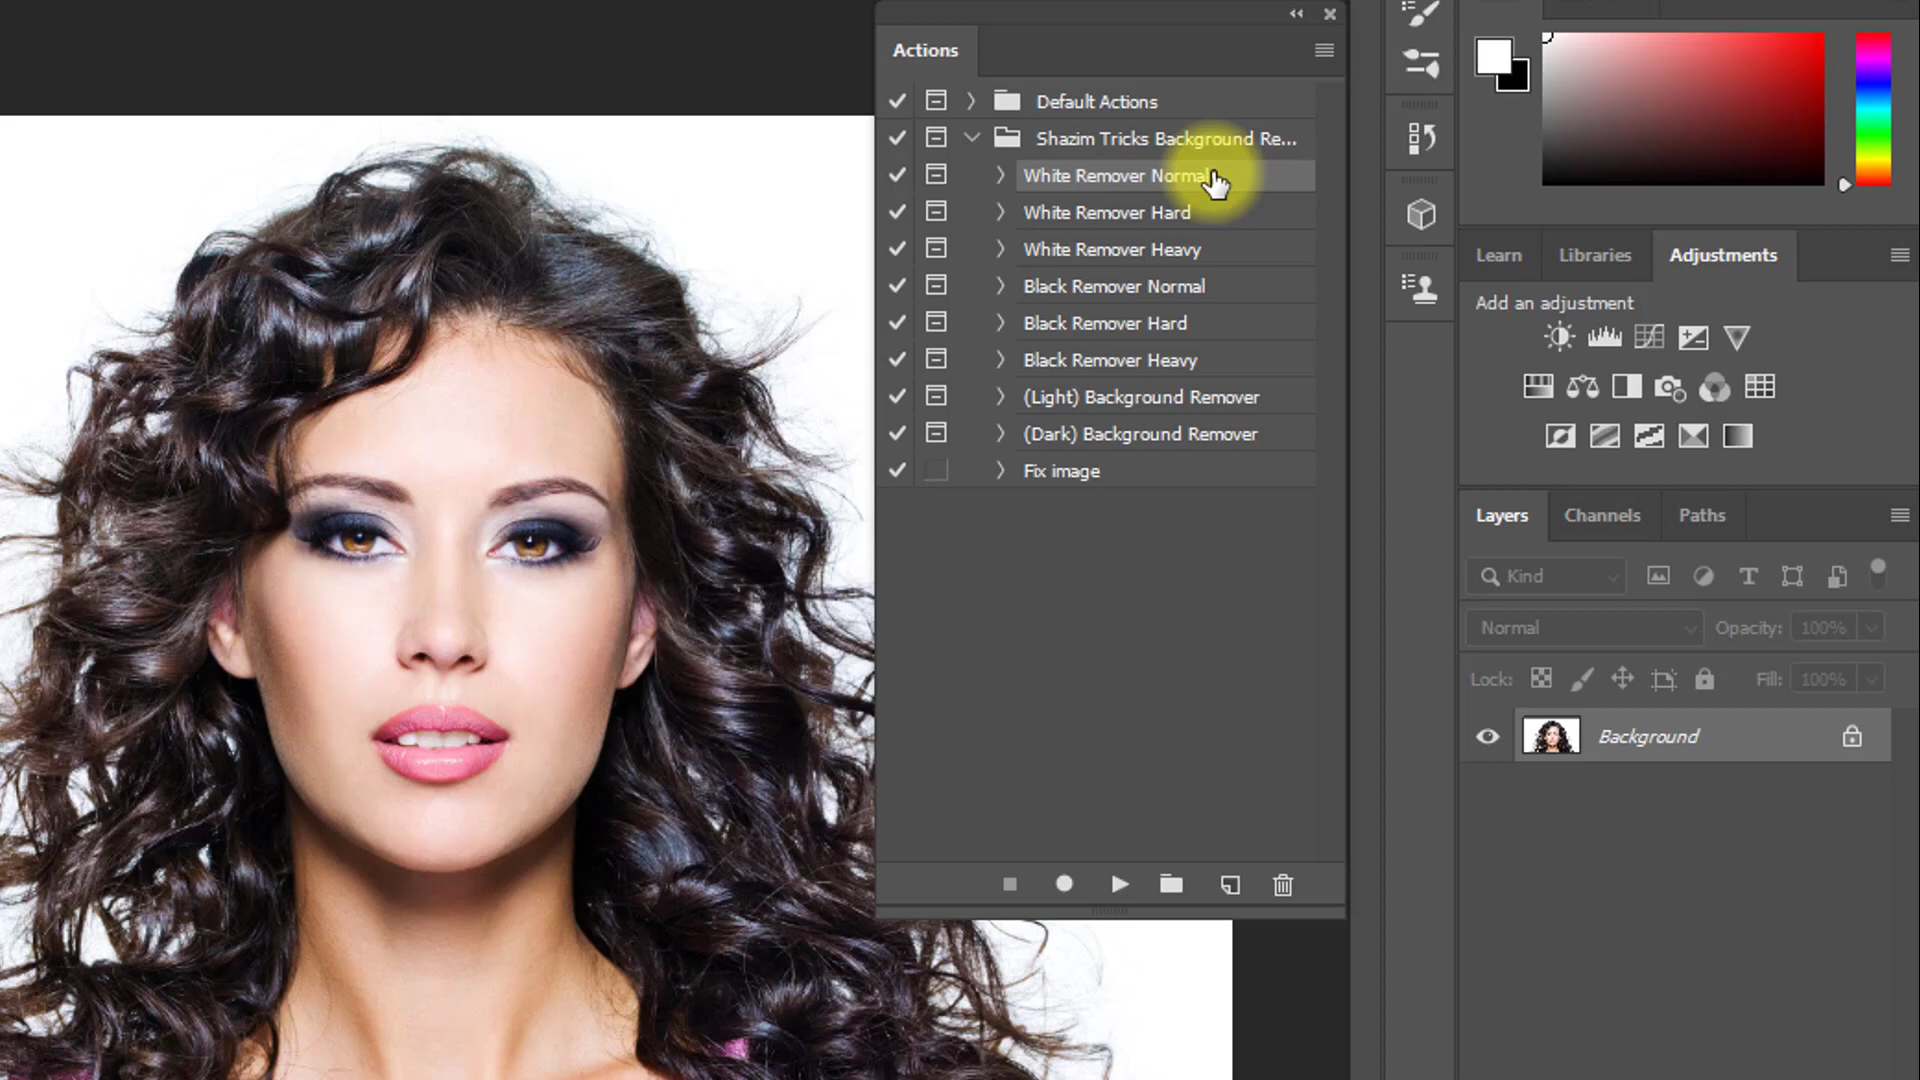 Actions
Default Actions
Shazim Tricks Background Re...
White Remover Normal
White Remover Hard
White Remover Heavy
Black Remover Normal
Black Remover Hard
Black Remover Heavy
(Light) Background Remover
(Dark) Background Remover
Fix image
Learn
Libraries
Adjustments
Add an adjustment
Layers
Channels
Paths
Kind
Normal
Opacity:
100%
Lock:
Fill:
100%
Background